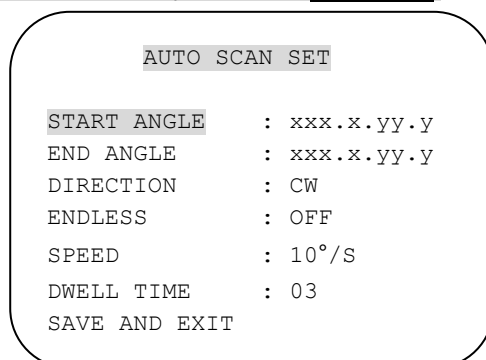 AUTO SCAN SET
START ANGLE : xxx.x.yy.y
END ANGLE : xxx.x.yy.y
DIRECTION : CW
ENDLESS : OFF
SPEED : 10°/S
DWELL TIME : 03
SAVE AND EXIT